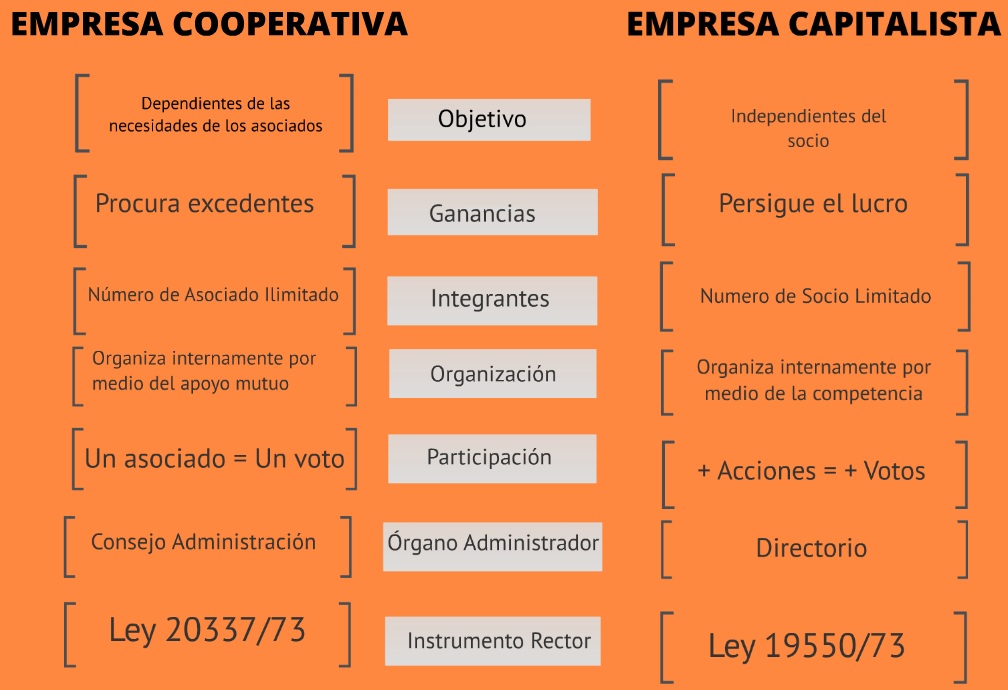 EMPRESA COOPERATIVA
EMPRESA CAPITALISTA
Dependientes de las
necesidades de los asociados
Objetivo
Independientes del
socio
Procura excedentes
Ganancias
Persigue el lucro
Número de Asociado Ilimitado
Integrantes
Numero de Socio Limitado
Organiza internamente por
medio del apoyo mutuo
Organización
Organiza internamente por
medio de la competencia
Un asociado = Un voto
Participación
+ Acciones = + Votos
Consejo Administración
Órgano Administrador
Directorio
Ley 20337/73
Instrumento Rector
Ley 19550/73